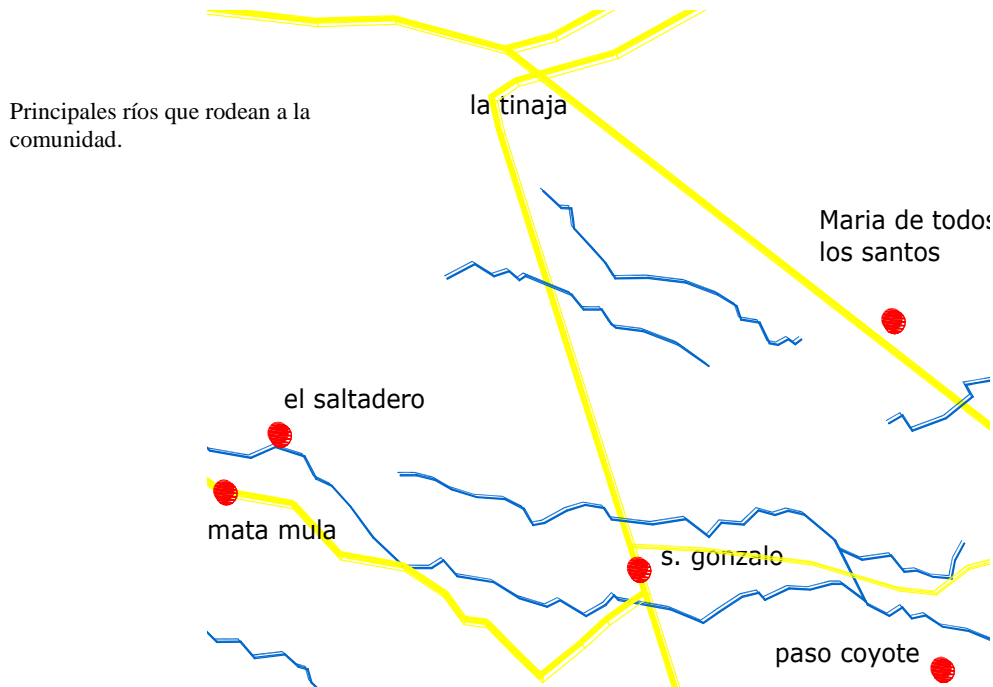 Principales ríos que rodean a la
comunidad.
la tinaja
Maria de todos
los santos
el saltadero
mata mula
s. gonzalo
paso coyote